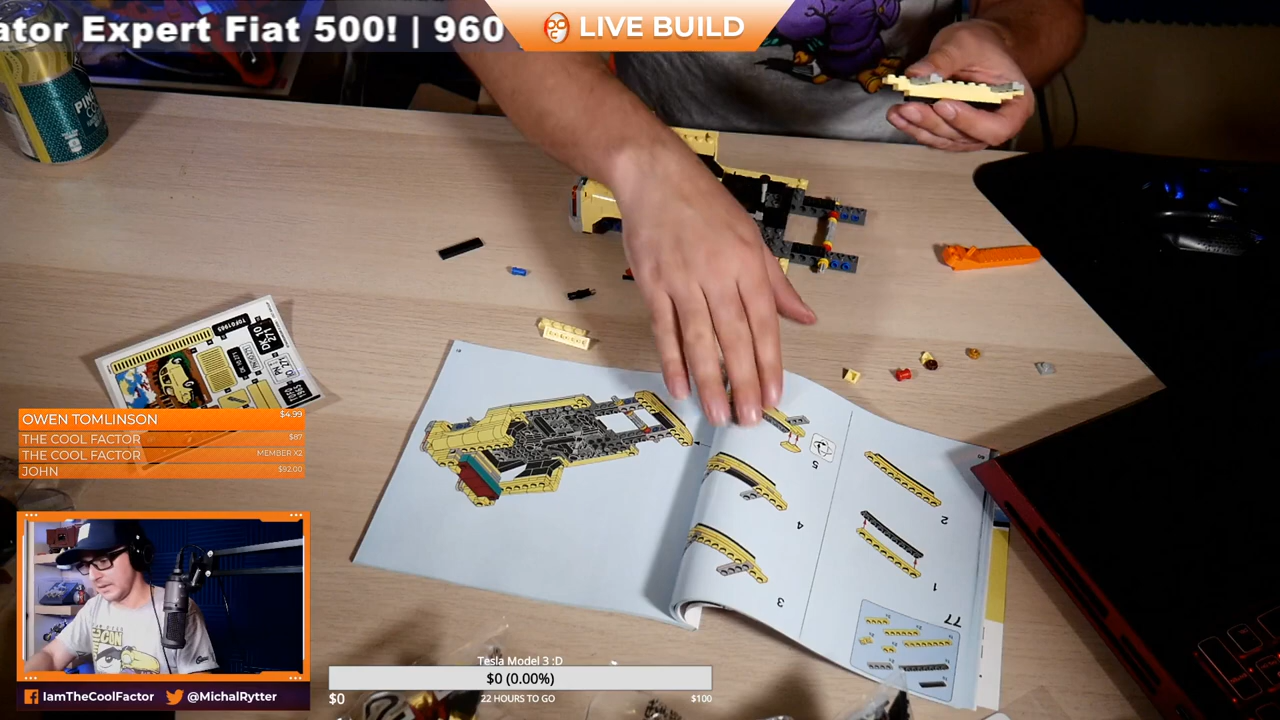 ator Expert Fiat 500! | 960
LIVE BUILD
OWEN TOMLINSON $4.99
THE COOL FACTOR $87
THE COOL FACTOR MEMBER X2
JOHN $92.00
IamTheCoolFactor @MichalRytter
Tesla Model 3 :D
$0 (0.00%)
$0 22 HOURS TO GO $100
5
4
3
2
1
77